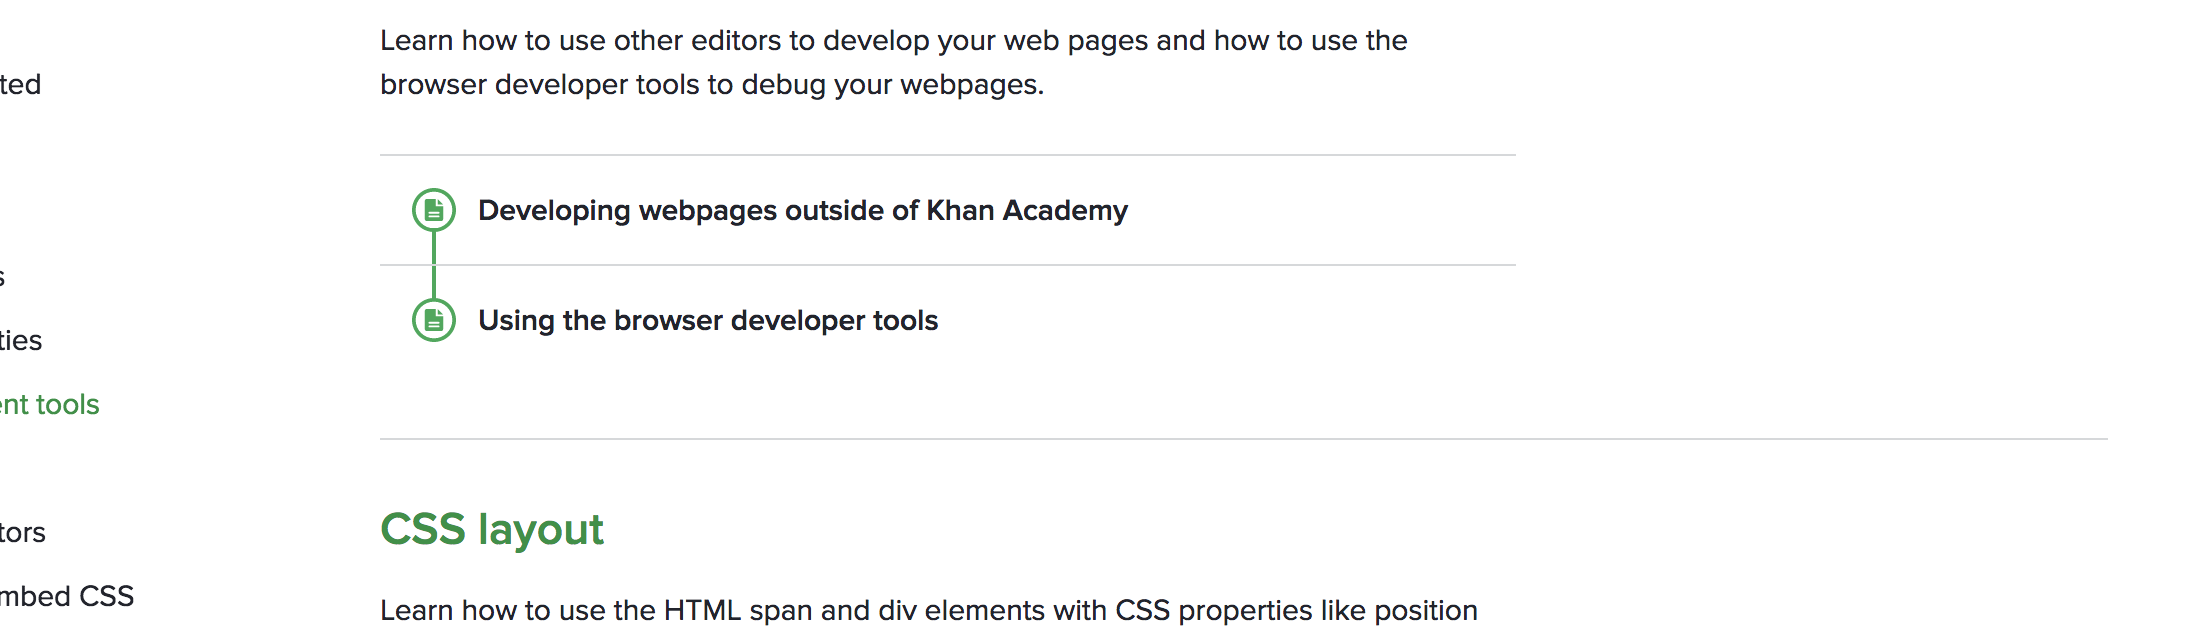 Learn how to use other editors to develop your web pages and how to use the
browser developer tools to debug your webpages.
Developing webpages outside of Khan Academy
Using the browser developer tools
CSS layout
Learn how to use the HTML span and div elements with CSS properties like position
ted
s
ties
ent tools
tors
mbed CSS